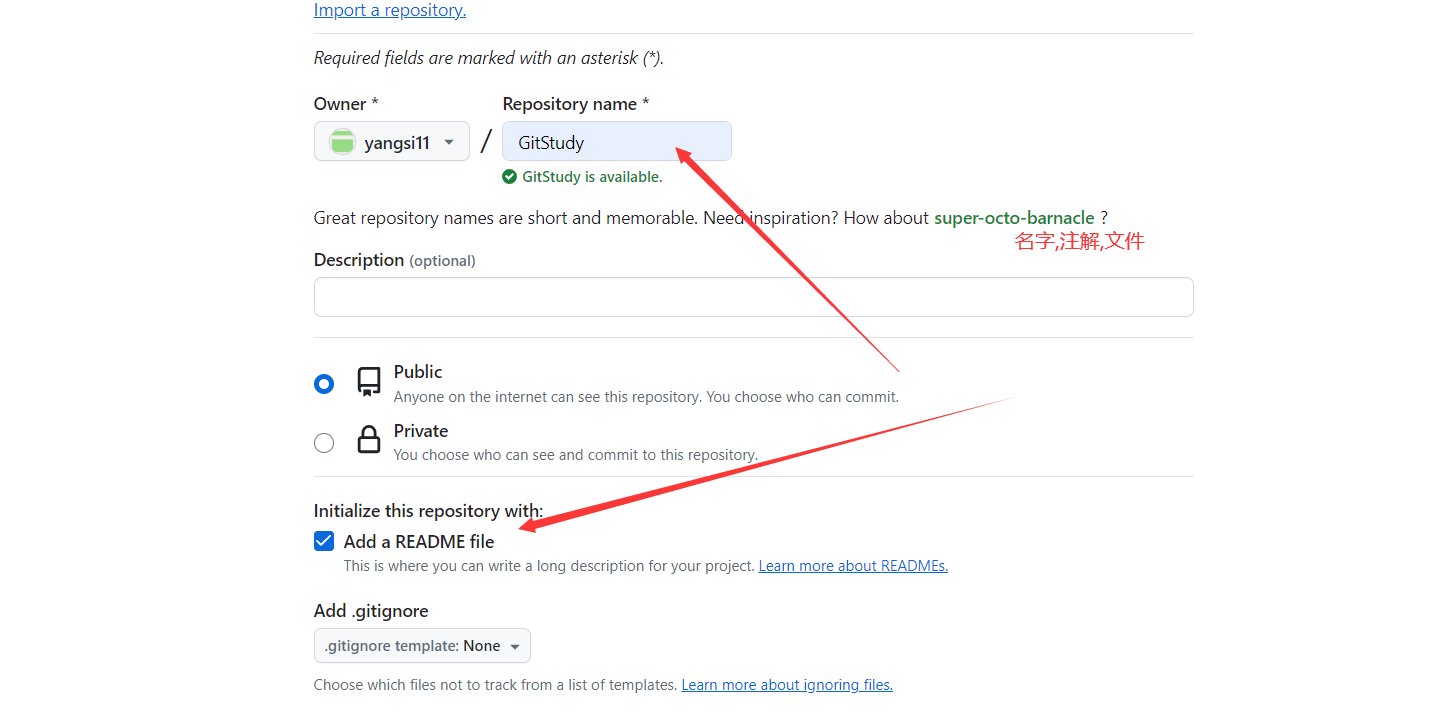 Import a repository.
Required fields are marked with an asterisk (*).
Owner * Repository name *
yangsi11 / GitStudy
GitStudy is available.
Great repository names are short and memorable. Need inspiration? How about super-octo-barnacle ?
名字,注解,文件
Description (optional)
Public
Anyone on the internet can see this repository. You choose who can commit.
Private
You choose who can see and commit to this repository.
Initialize this repository with:
Add a README file
This is where you can write a long description for your project. Learn more about READMEs.
Add .gitignore
.gitignore template: None
Choose which files not to track from a list of templates. Learn more about ignoring files.